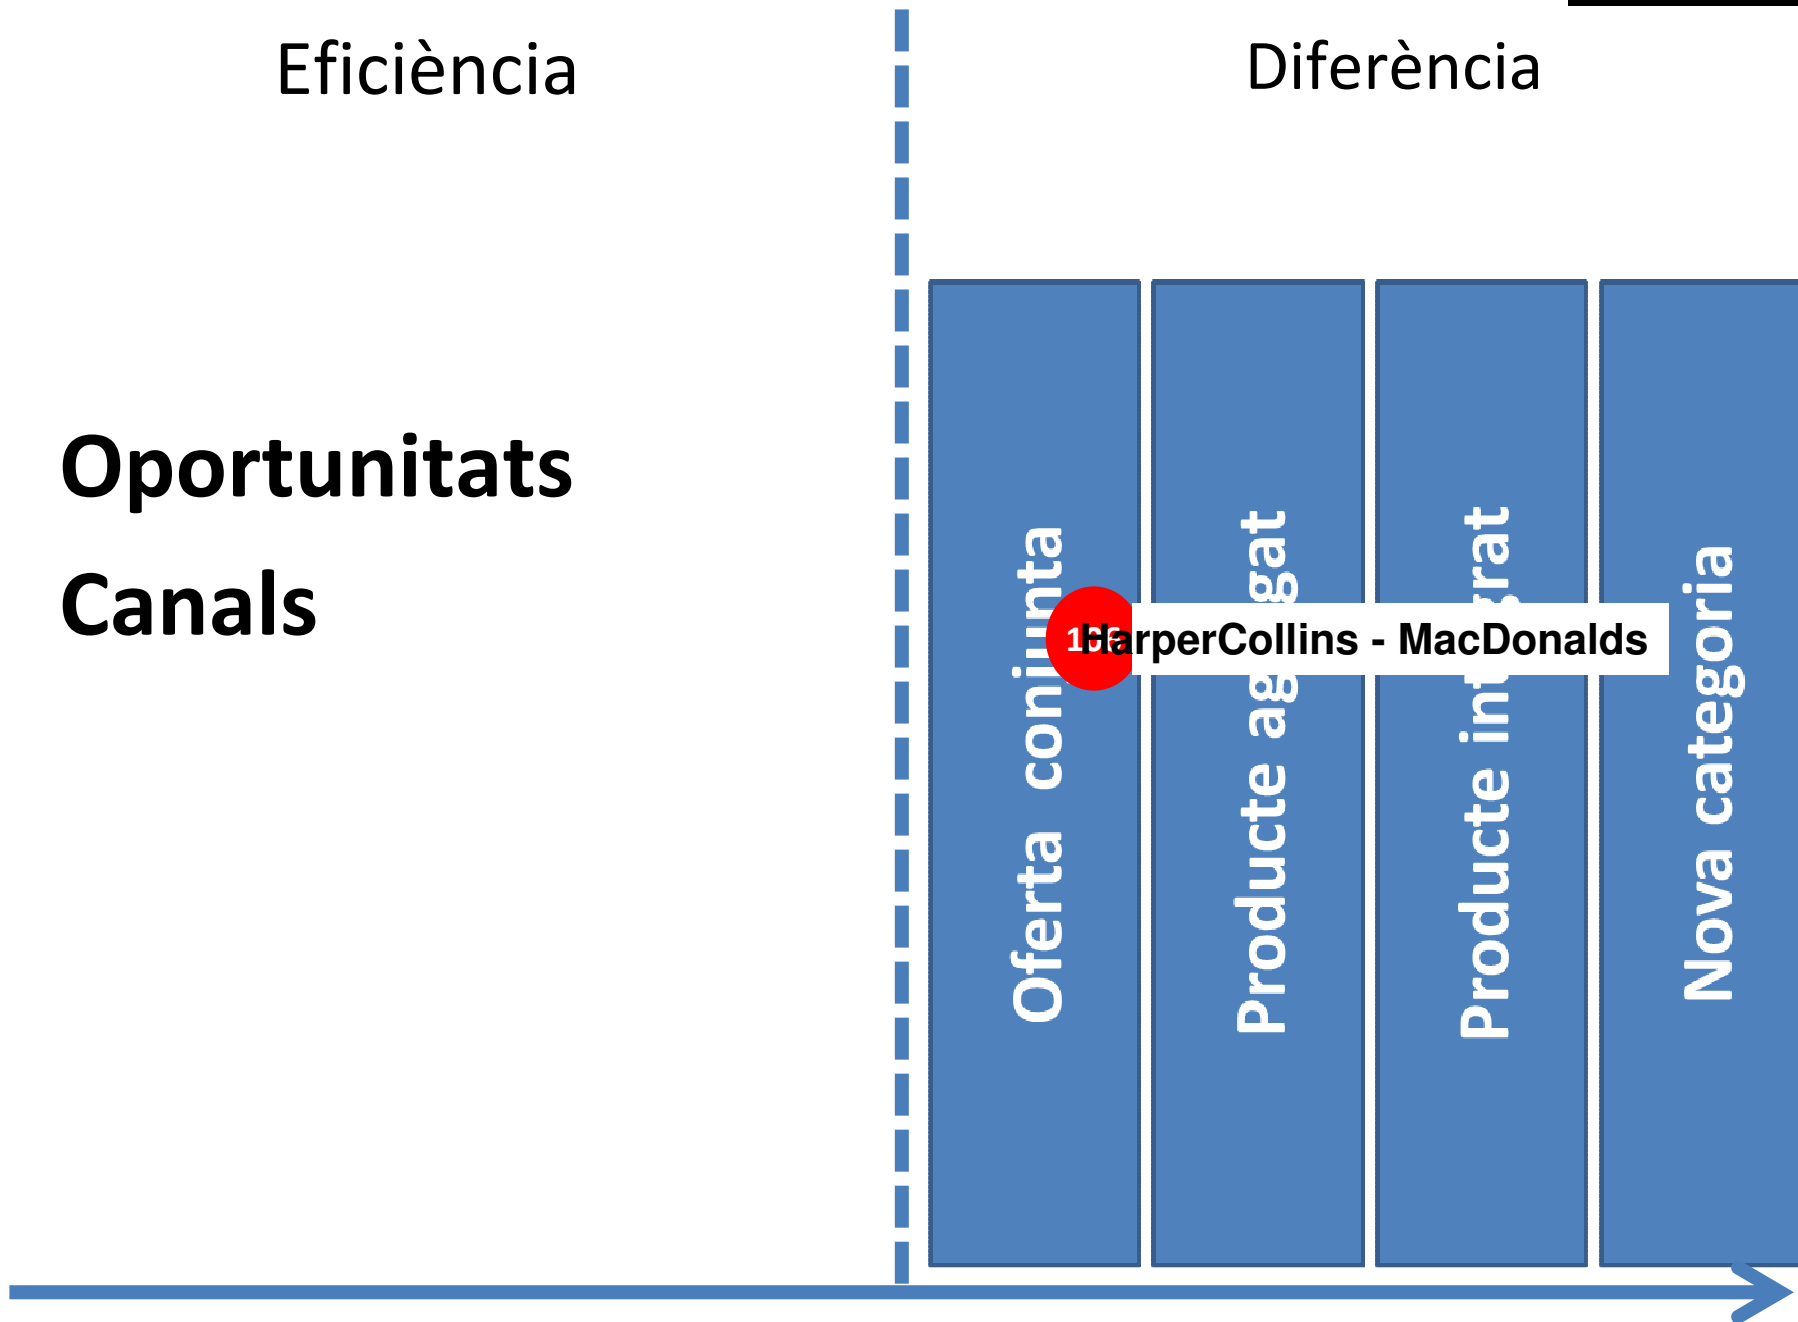 Eficiència
Diferència
Oportunitats
Canals
Oferta conjunta
Producte agregat
Producte integrat
Nova categoria
HarperCollins - MacDonalds